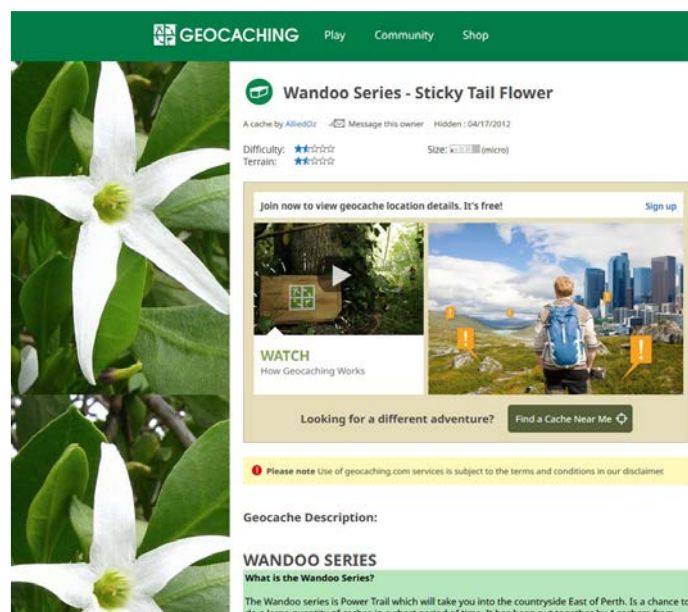 GEOCACHING Play Community Shop
Wandoo Series - Sticky Tail Flower
A cache by AlliedOz Message this owner Hidden : 04/17/2012
Difficulty:
Size: (micro)
Terrain:
Join now to view geocache location details. It's free! Sign up
WATCH
How Geocaching Works
Looking for a different adventure? Find a Cache Near Me
Please note Use of geocaching.com services is subject to the terms and conditions in our disclaimer.
Geocache Description:
WANDOO SERIES
What is the Wandoo Series?
The Wandoo series is Power Trail which will take you into the countryside East of Perth. Is a chance to